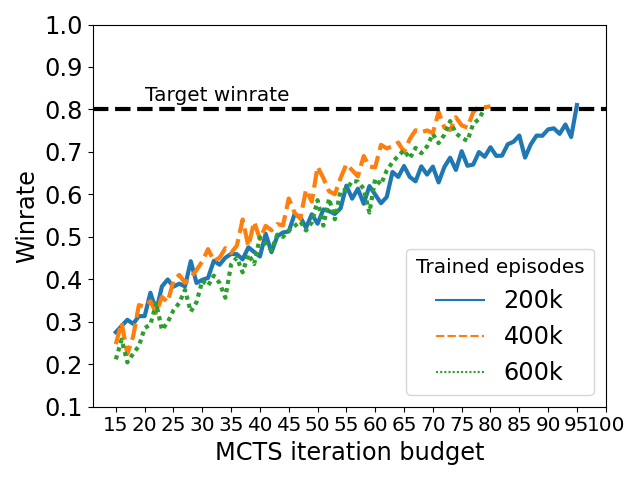 1.0
0.9
Target winrate
0.8
0.7
0.6
0.5
0.4
0.3
0.2
0.1
Winrate
Trained episodes
200k
400k
600k
15 20 25 30 35 40 45 50 55 60 65 70 75 80 85 90 95 100
MCTS iteration budget